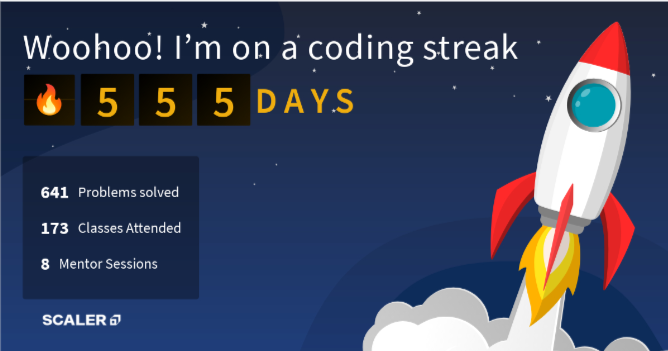 Woohoo! I'm on a coding streak
🔥 5 5 5 DAYS
641 Problems solved
173 Classes Attended
8 Mentor Sessions
SCALER